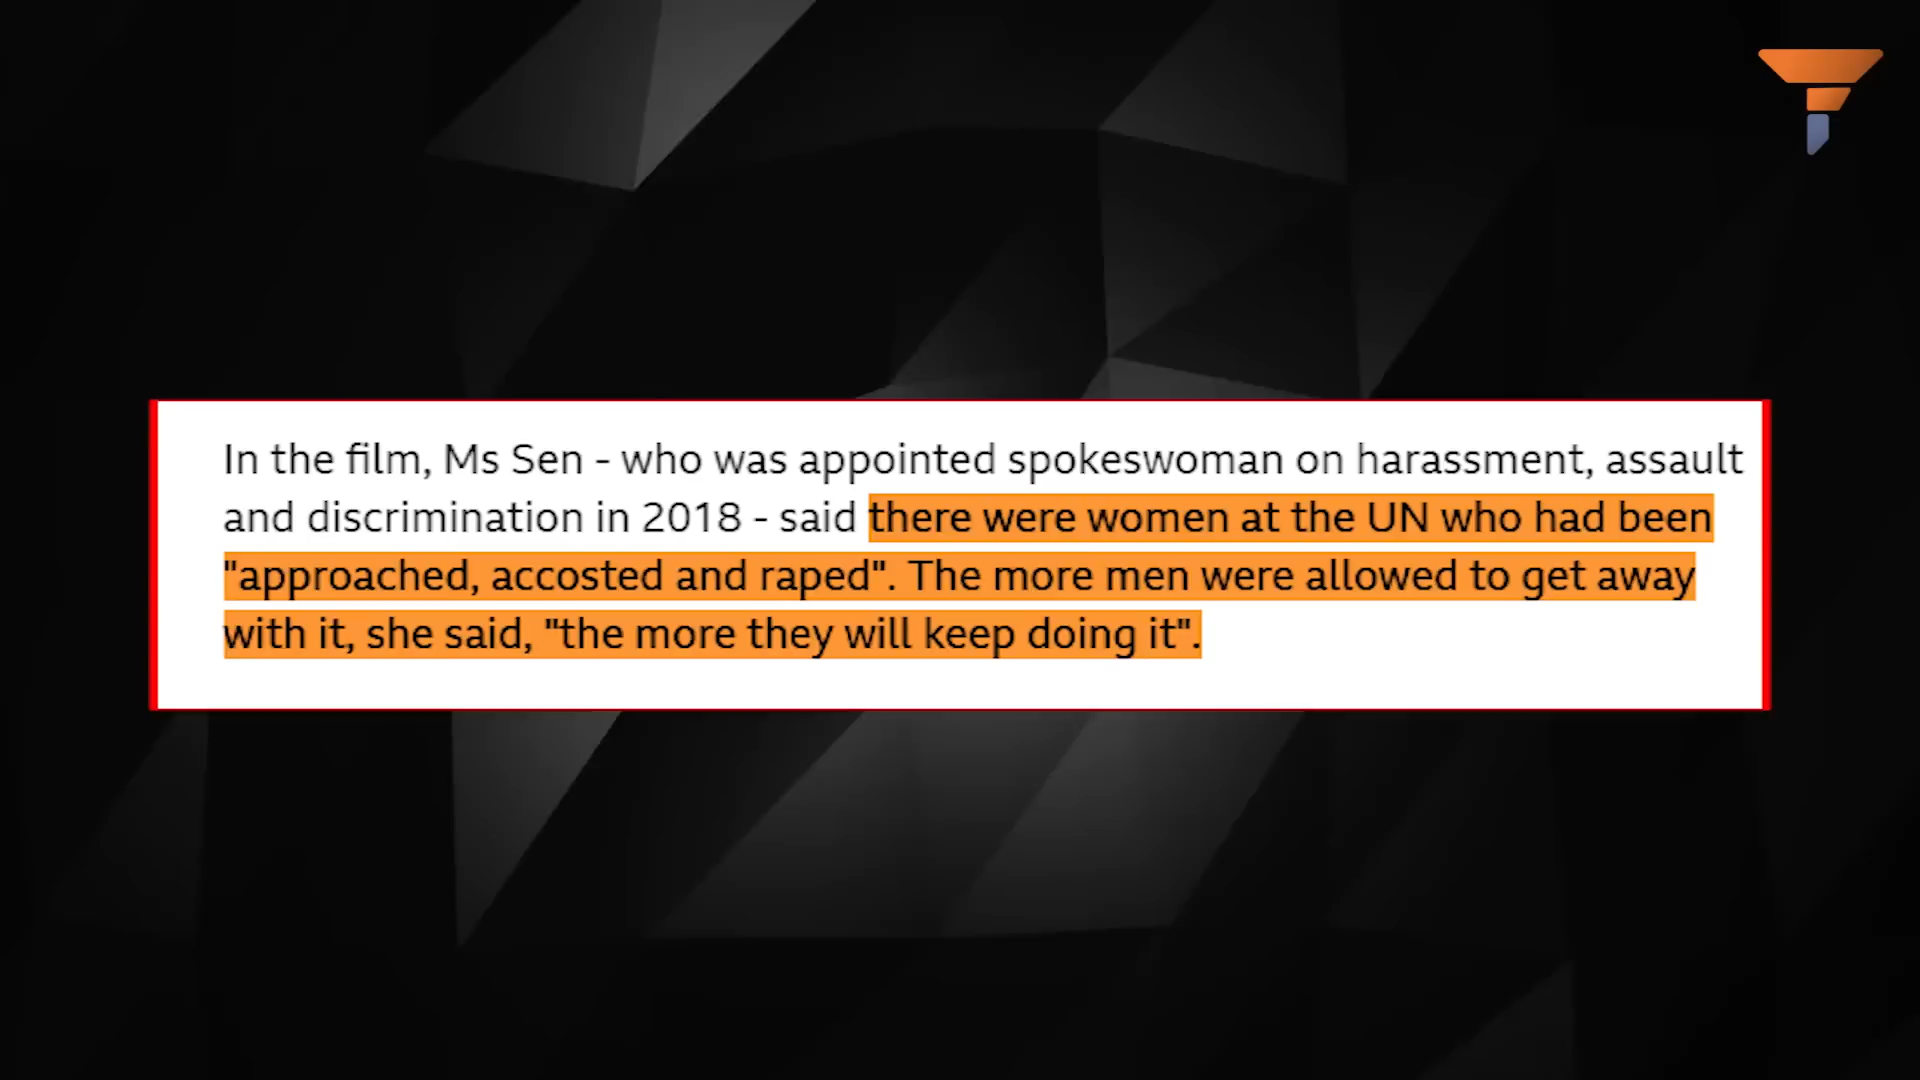 In the film, Ms Sen - who was appointed spokeswoman on harassment, assault
and discrimination in 2018 - said there were women at the UN who had been
"approached, accosted and raped". The more men were allowed to get away
with it, she said, "the more they will keep doing it".